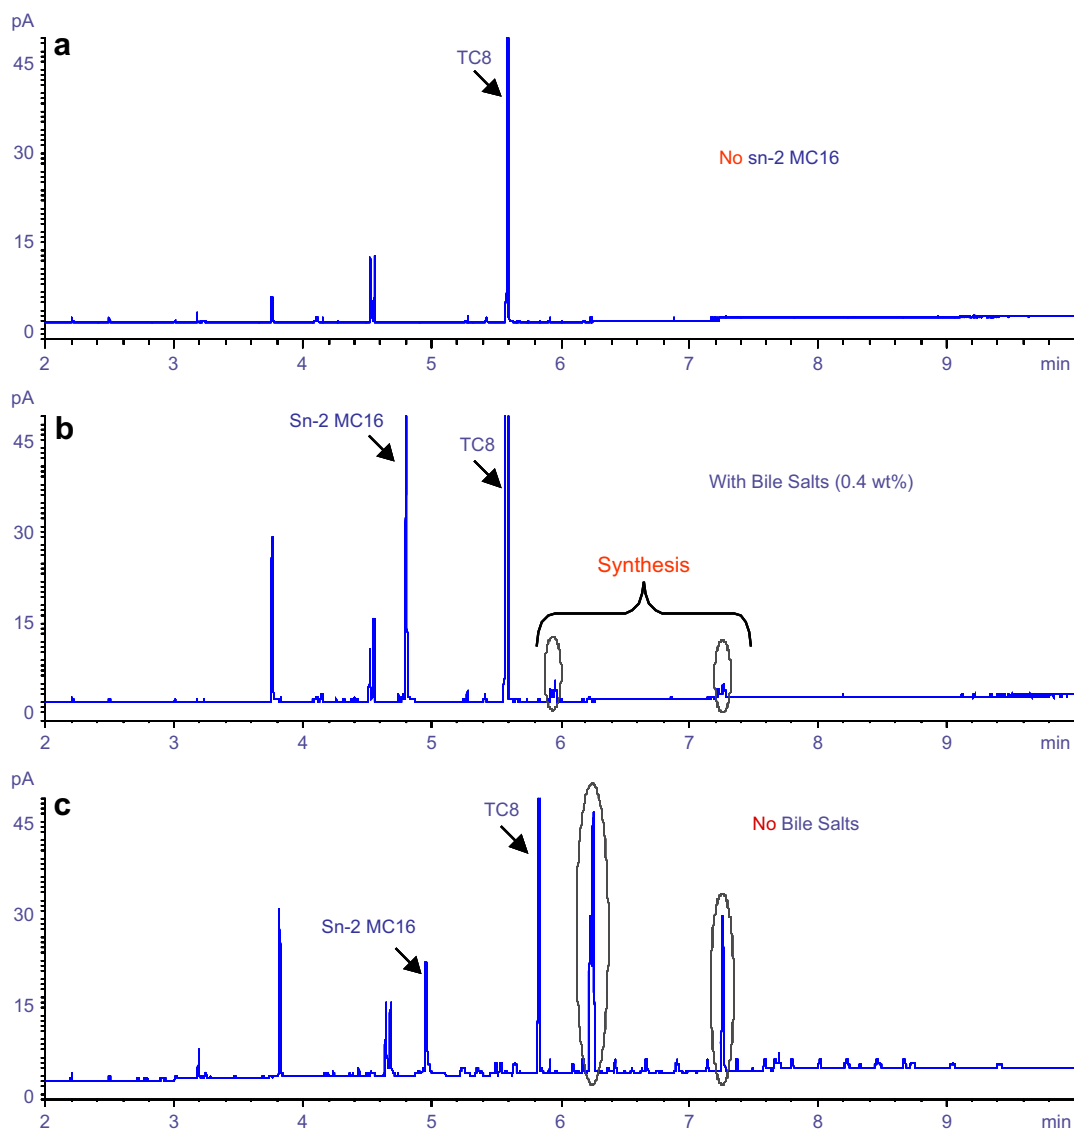 pA
a
45
TC8
30
No sn-2 MC16
15
0
2 3 4 5 6 7 8 9 min
pA
b
Sn-2 MC16
45
TC8
With Bile Salts (0.4 wt%)
30
Synthesis
15
0
2 3 4 5 6 7 8 9 min
pA
c
TC8
45
No Bile Salts
30
Sn-2 MC16
15
0
2 3 4 5 6 7 8 9 min